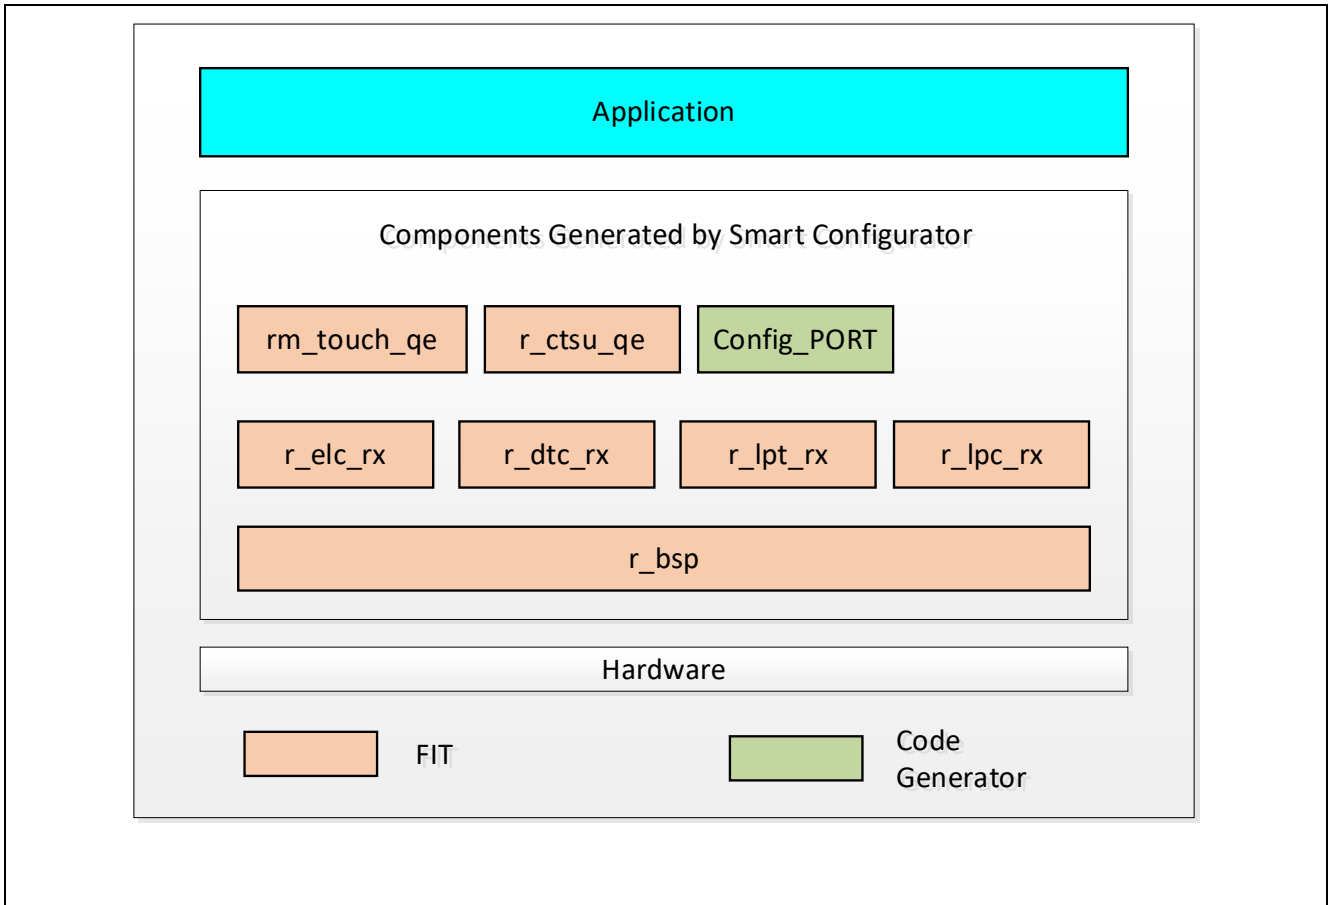 Application
Components Generated by Smart Configurator
rm_touch_qe
r_ctsu_qe
Config_PORT
r_elc_rx
r_dtc_rx
r_lpt_rx
r_lpc_rx
r_bsp
Hardware
FIT
Code
Generator